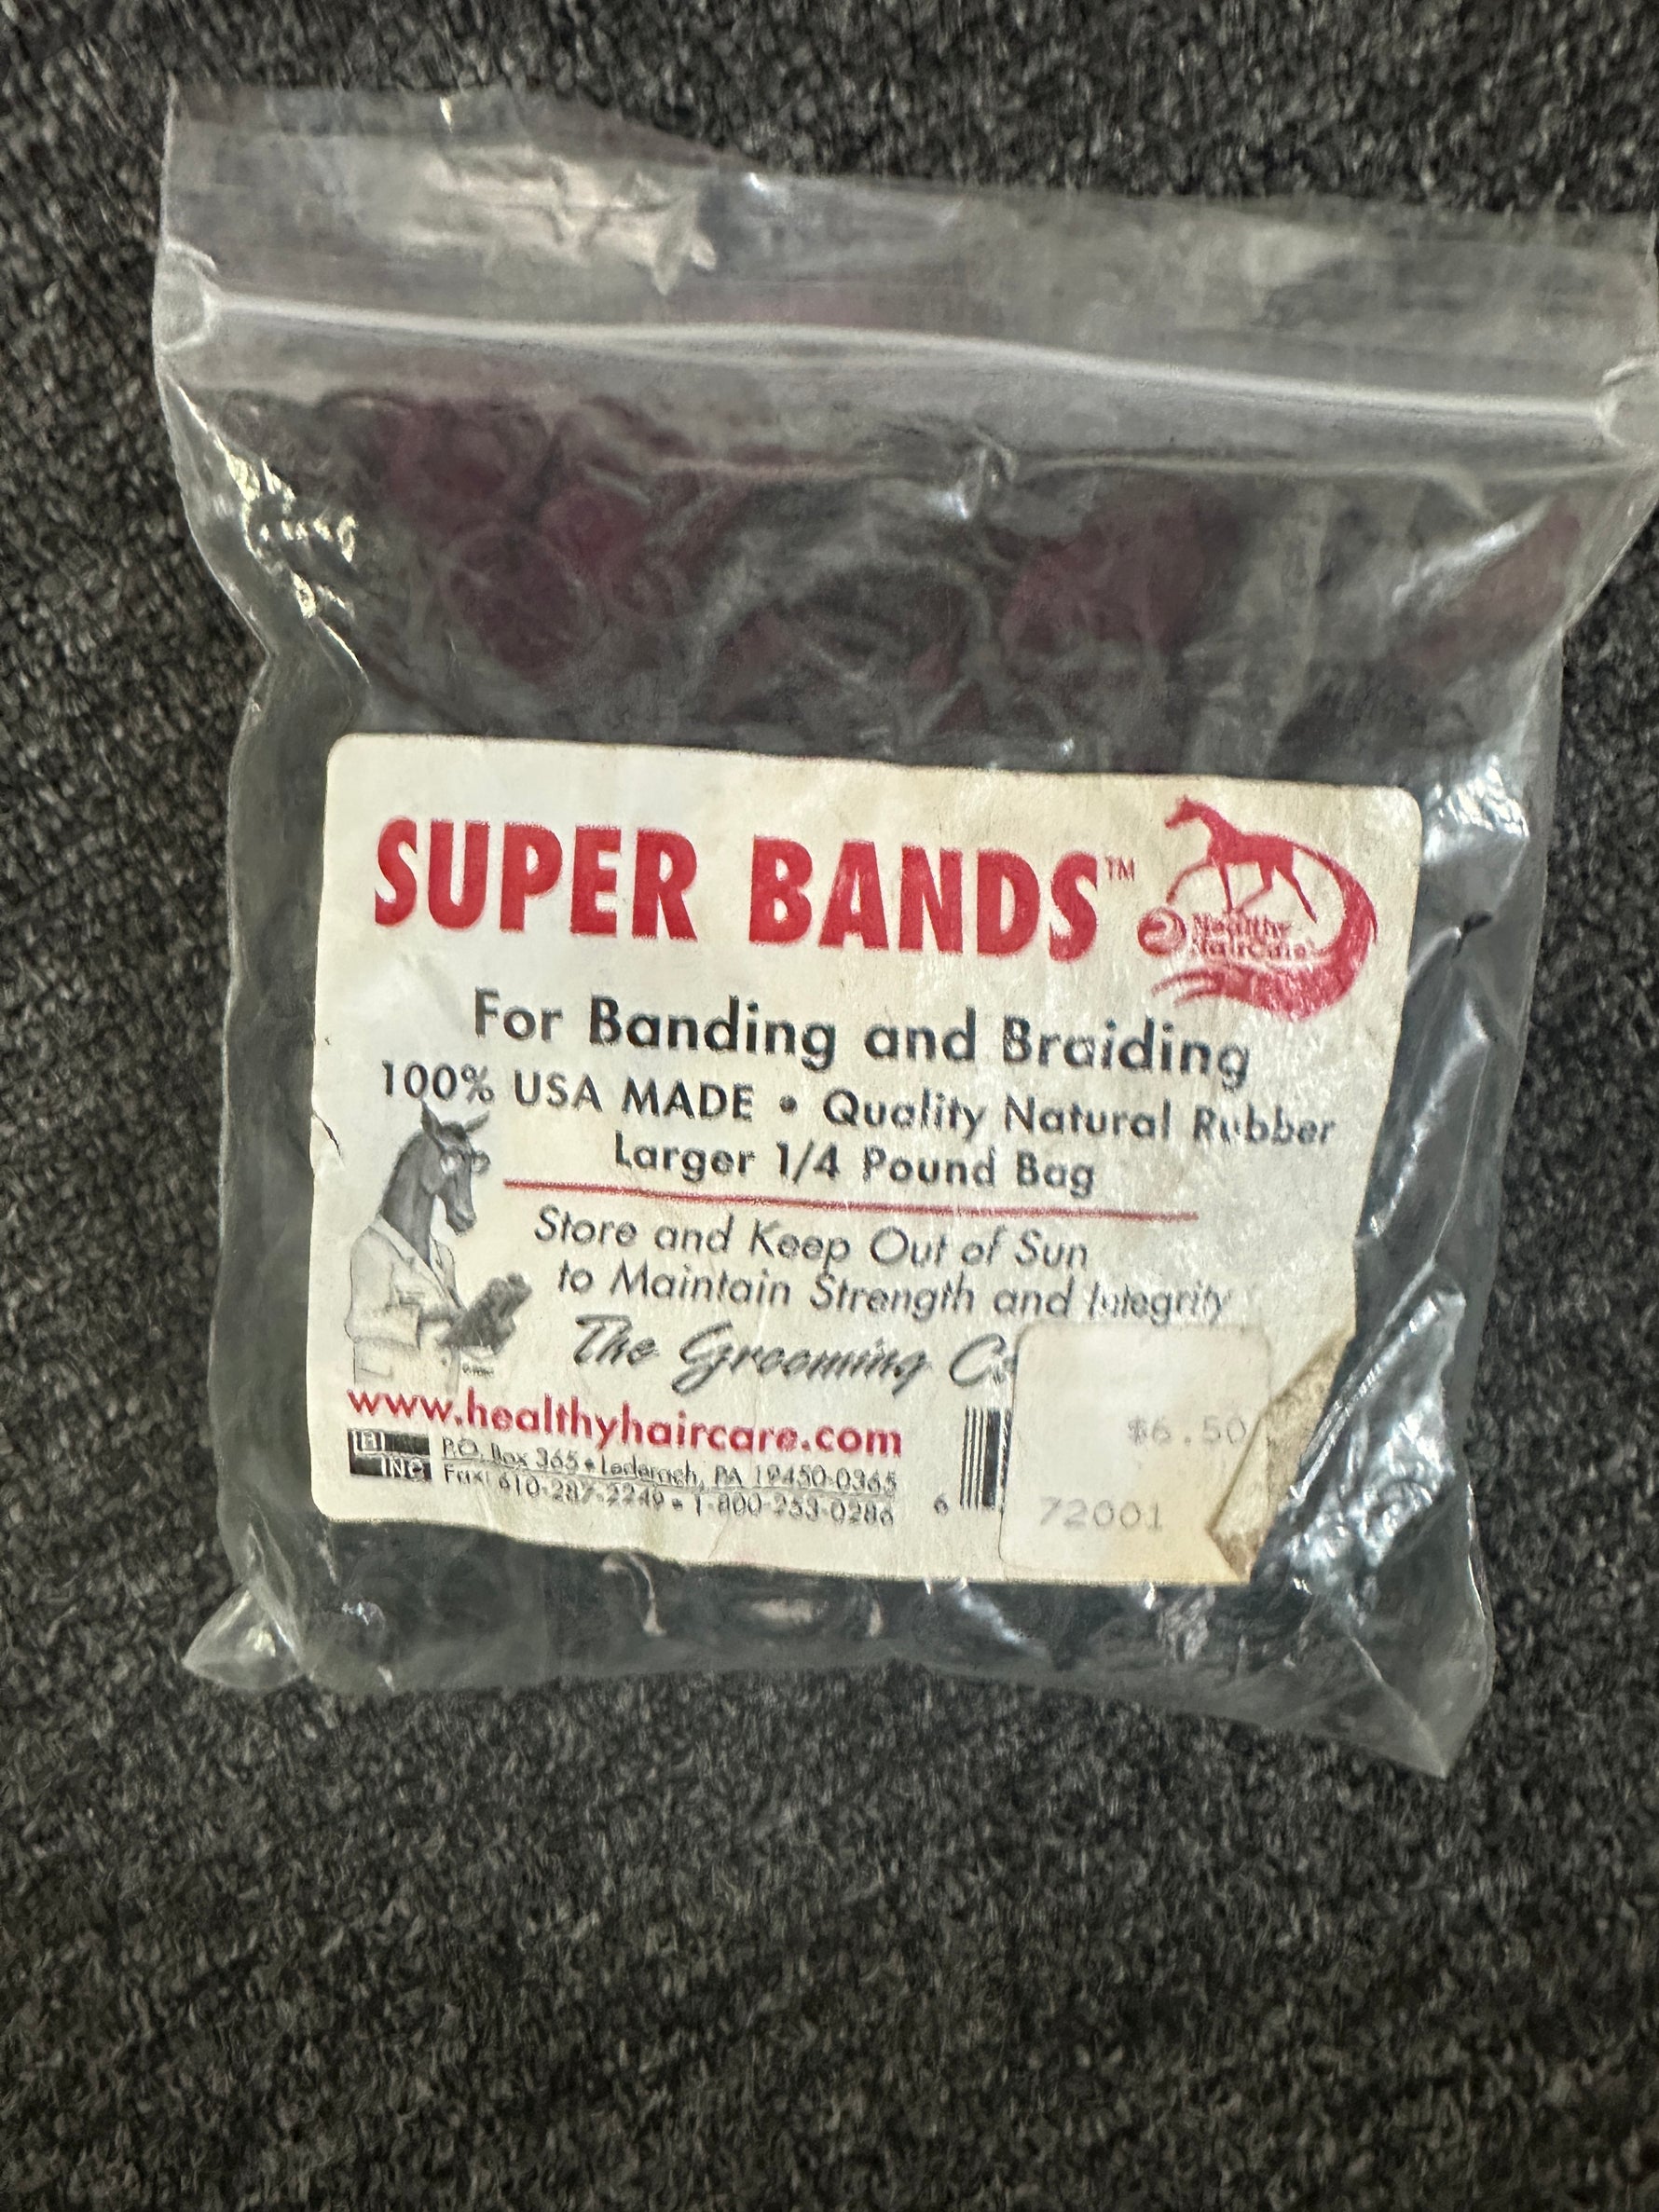 SUPER BANDS™
Healthy
HairCare
For Banding and Braiding
100% USA MADE • Quality Natural Rubber
Larger 1/4 Pound Bag
Store and Keep Out of Sun
to Maintain Strength and Integrity
The Grooming
www.healthyhaircare.com
INC
P.O. Box 365 • Lederach, PA 19450-0365
Fax: 610-287-2249 • 1-800-253-0286
6
$6.50
72001